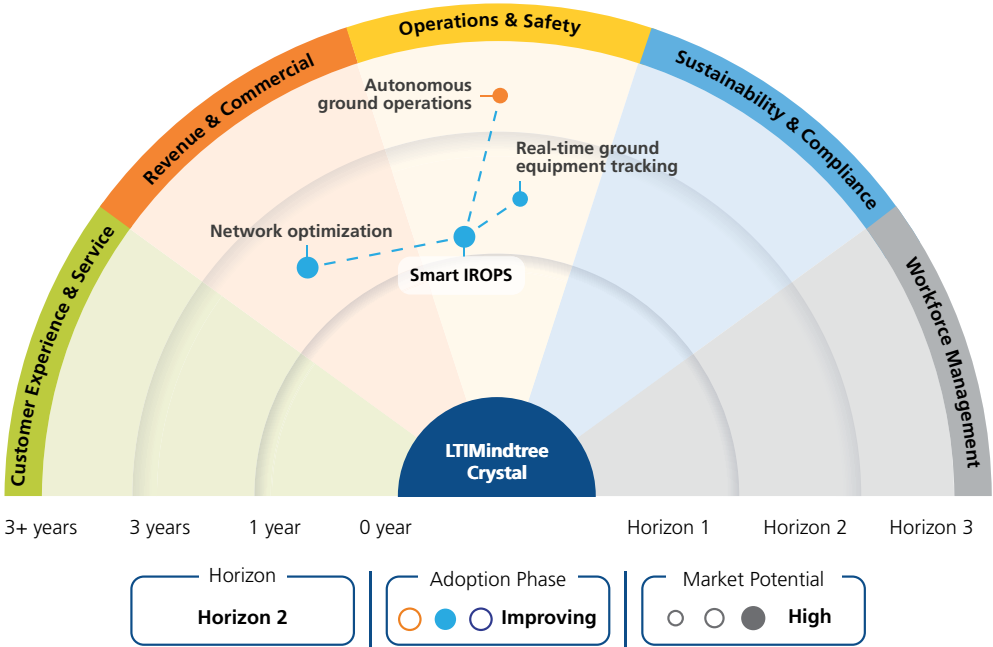 Operations & Safety
Revenue & Commercial
Sustainability & Compliance
Customer Experience & Service
Workforce Management
Autonomous
ground operations
Real-time ground
equipment tracking
Network optimization
Smart IROPS
LTIMindtree
Crystal
3+ years
3 years
1 year
0 year
Horizon 1
Horizon 2
Horizon 3
Horizon
Horizon 2
Adoption Phase
Improving
Market Potential
High